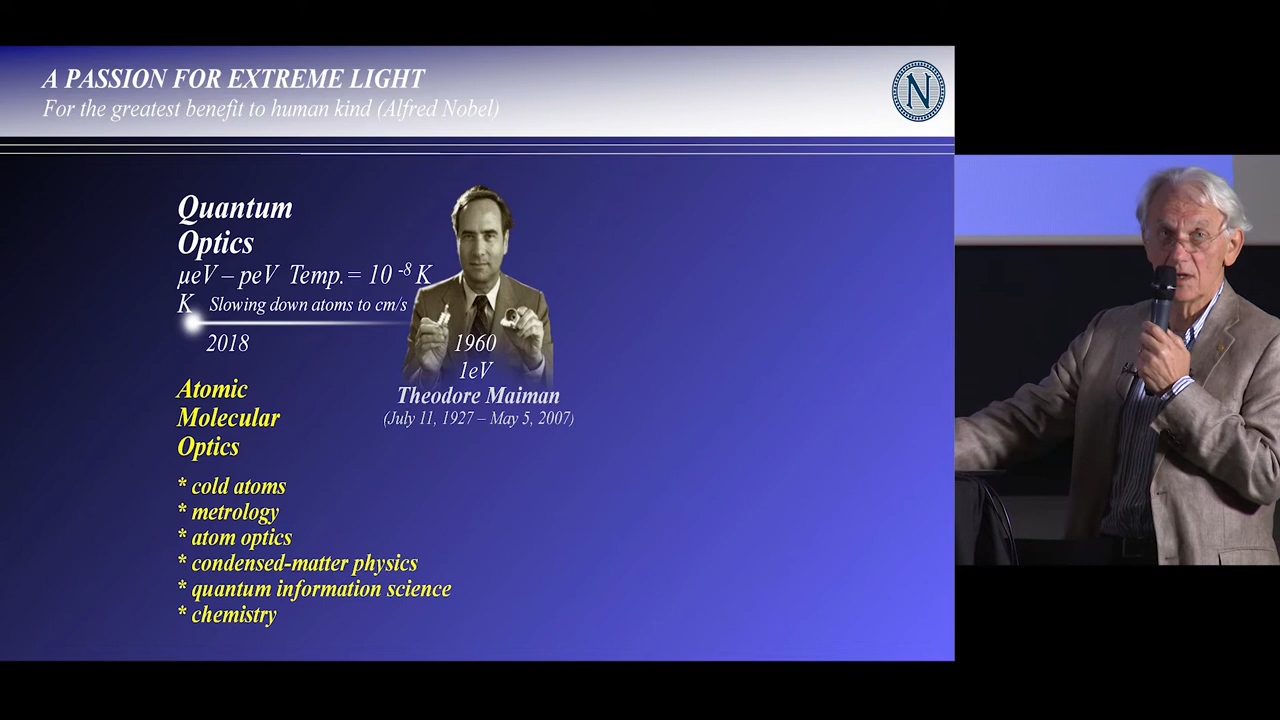 A PASSION FOR EXTREME LIGHT
For the greatest benefit to human kind (Alfred Nobel)
N
Quantum
Optics
µeV – peV Temp.= 10 -8 K
K Slowing down atoms to cm/s
2018
1960
1eV
Theodore Maiman
(July 11, 1927 – May 5, 2007)
Atomic
Molecular
Optics
* cold atoms
* metrology
* atom optics
* condensed-matter physics
* quantum information science
* chemistry